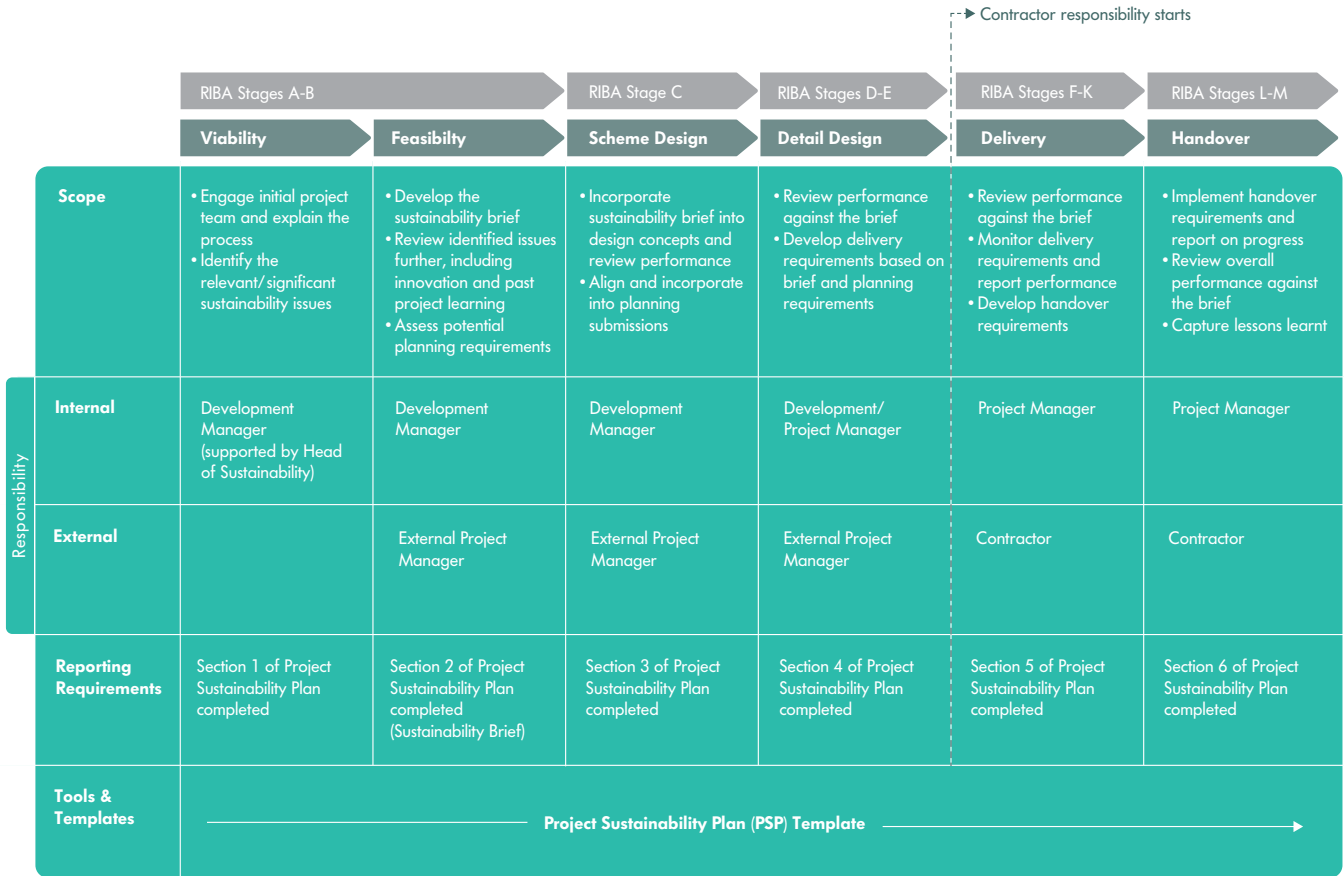 Contractor responsibility starts
RIBA Stages A-B
RIBA Stage C
RIBA Stages D-E
RIBA Stages F-K
RIBA Stages L-M
Viability
Feasibilty
Scheme Design
Detail Design
Delivery
Handover
Scope
• Engage initial project
team and explain the
process
• Identify the
relevant/significant
sustainability issues
• Develop the
sustainability brief
• Review identified issues
further, including
innovation and past
project learning
• Assess potential
planning requirements
• Incorporate
sustainability brief into
design concepts and
review performance
• Align and incorporate
into planning
submissions
• Review performance
against the brief
• Develop delivery
requirements based on
brief and planning
requirements
• Review performance
against the brief
• Monitor delivery
requirements and
report performance
• Develop handover
requirements
• Implement handover
requirements and
report on progress
• Review overall
performance against
the brief
• Capture lessons learnt
Responsibility
Internal
Development
Manager
(supported by Head
of Sustainability)
Development
Manager
Development
Manager
Development/
Project Manager
Project Manager
Project Manager
External
External Project
Manager
External Project
Manager
External Project
Manager
Contractor
Contractor
Reporting
Requirements
Section 1 of Project
Sustainability Plan
completed
Section 2 of Project
Sustainability Plan
completed
(Sustainability Brief)
Section 3 of Project
Sustainability Plan
completed
Section 4 of Project
Sustainability Plan
completed
Section 5 of Project
Sustainability Plan
completed
Section 6 of Project
Sustainability Plan
completed
Tools &
Templates
Project Sustainability Plan (PSP) Template